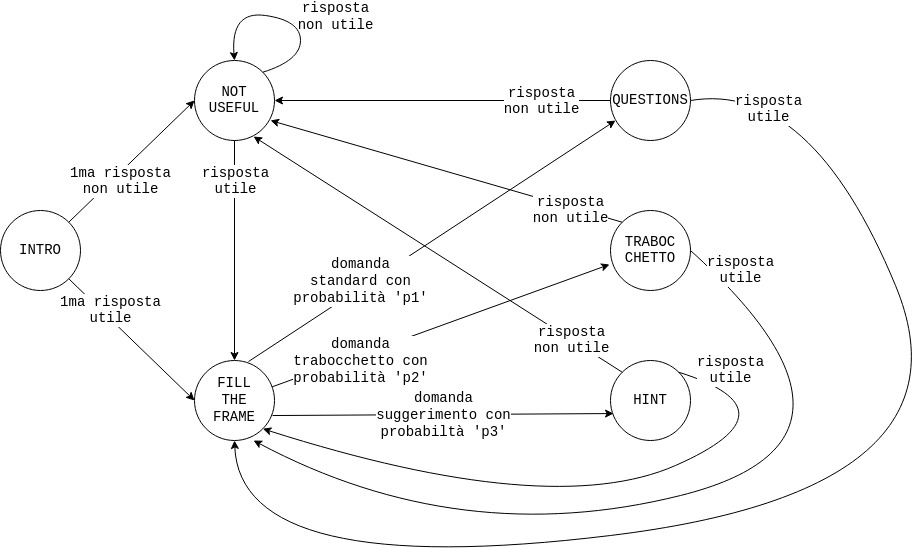 risposta
non utile
NOT
USEFUL
risposta
non utile
QUESTIONS
risposta
utile
1ma risposta
non utile
risposta
utile
risposta
non utile
INTRO
TRABOC
CHETTO
risposta
utile
domanda
standard con
probabilità 'p1'
1ma risposta
utile
domanda
trabocchetto con
probabilità 'p2'
risposta
non utile
risposta
utile
FILL
THE
FRAME
domanda
suggerimento con
probabiltà 'p3'
HINT